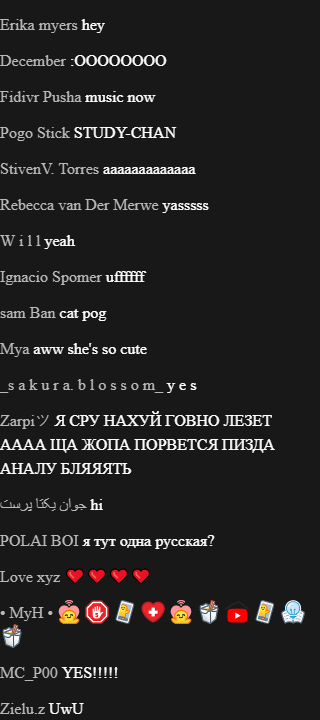 Erika myers hey
December :OOOOOOOO
Fidivr Pusha music now
Pogo Stick STUDY-CHAN
StivenV. Torres aaaaaaaaaaaaa
Rebecca van Der Merwe yasssss
W i l l yeah
Ignacio Spomer uffffff
sam Ban cat pog
Mya aww she's so cute
_s a k u r a. b l o s s o m_ y e s
Zarpiツ Я СРУ НАХУЙ ГОВНО ЛЕЗЕТ
АААА ЩА ЖОПА ПОРВЕТСЯ ПИЗДА
АНАЛУ БЛЯЯЯТЬ
جوان یکتا پرست hi
POLAI BOI я тут одна русская?
Love xyz ❤️❤️❤️❤️
• MyH •
MC_P00 YES!!!!!
Zielu.z UwU